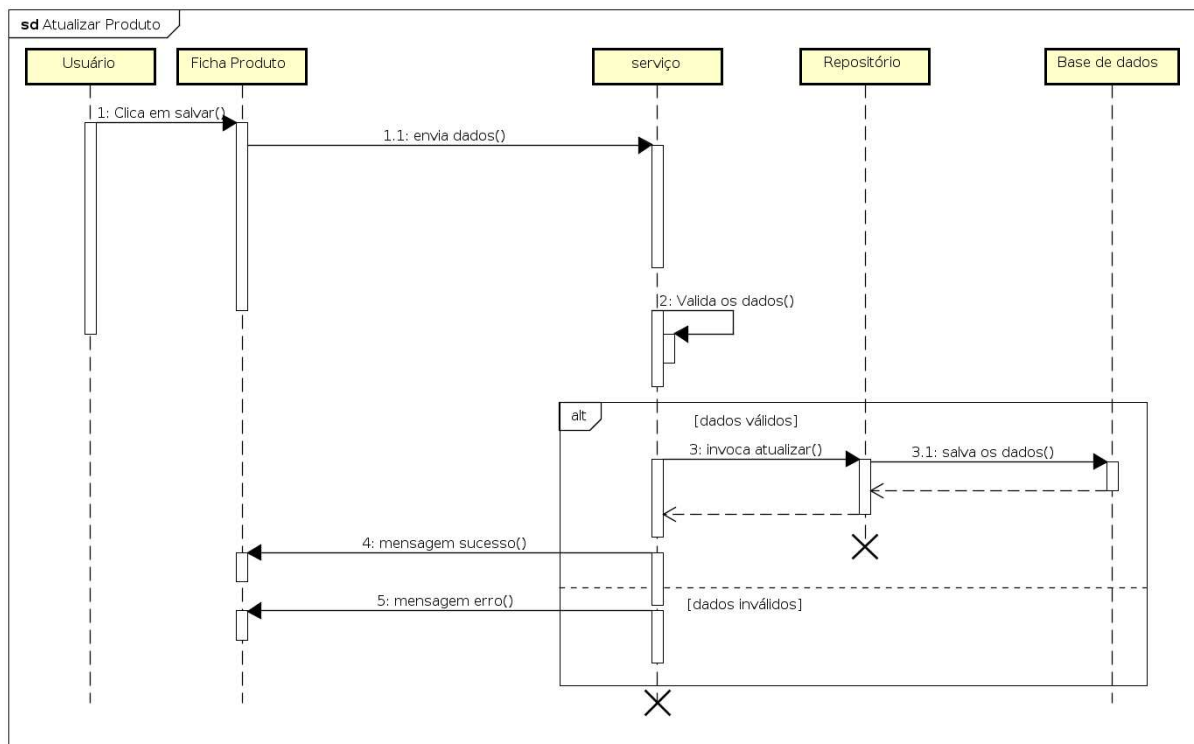 sd Atualizar Produto
Usuário
Ficha Produto
serviço
Repositório
Base de dados
1: Clica em salvar()
1.1: envia dados()
2: Valida os dados()
alt
[dados válidos]
3: invoca atualizar()
3.1: salva os dados()
4: mensagem sucesso()
5: mensagem erro()
[dados inválidos]